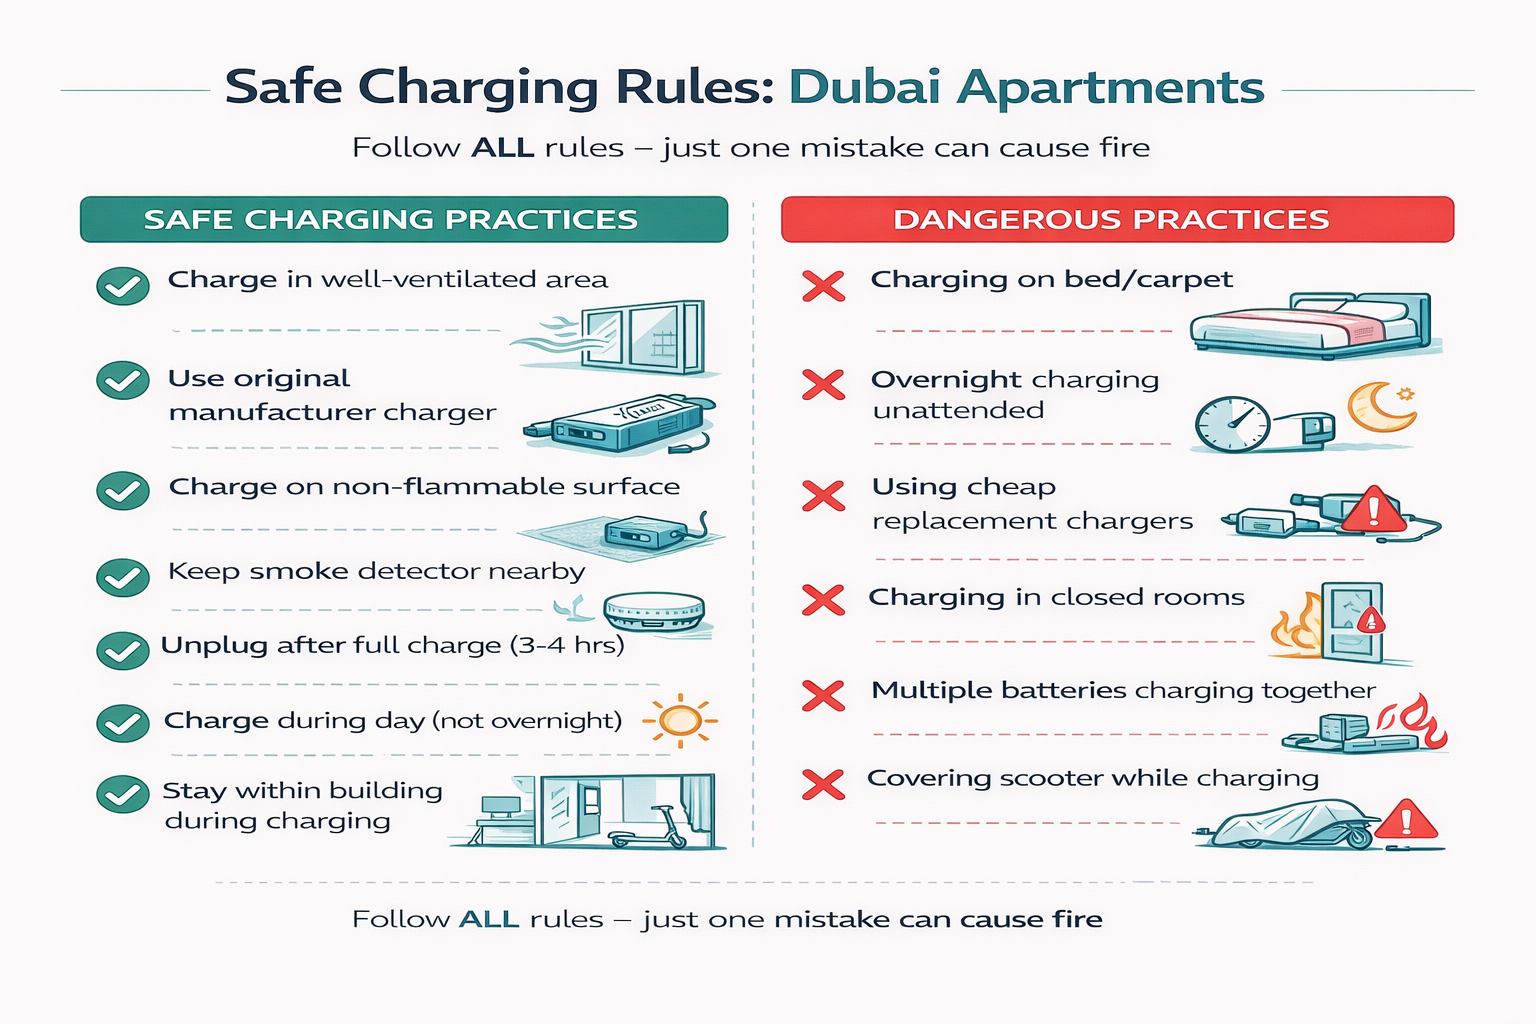 Safe Charging Rules: Dubai Apartments
Follow ALL rules – just one mistake can cause fire
SAFE CHARGING PRACTICES
Charge in well-ventilated area
Use original
manufacturer charger
Charge on non-flammable surface
Keep smoke detector nearby
Unplug after full charge (3-4 hrs)
Charge during day (not overnight)
Stay within building
during charging
DANGEROUS PRACTICES
Charging on bed/carpet
Overnight charging
unattended
Using cheap
replacement chargers
Charging in closed rooms
Multiple batteries charging together
Covering scooter while charging
Follow ALL rules – just one mistake can cause fire